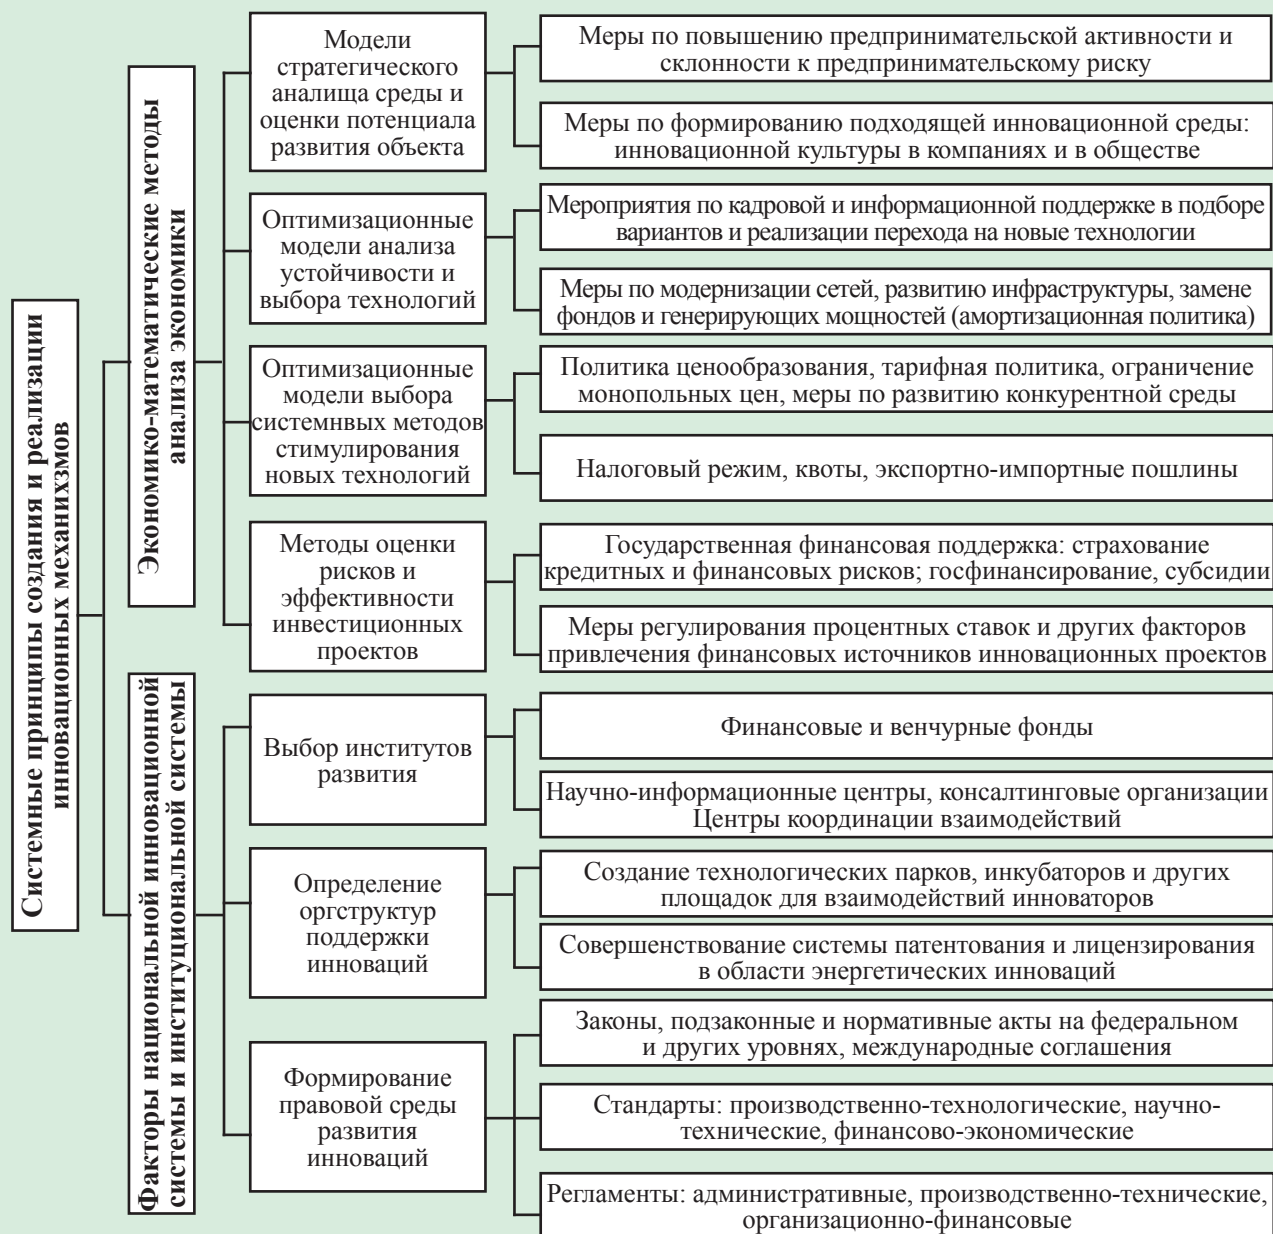 Системные принципы создания и реализации
инновационных механихзмов
Экономико-математические методы
анализа экономики
Модели
стратегического
аналища среды и
оценки потенциала
развития объекта
Меры по повышению предпринимательской активности и
склонности к предпринимательскому риску
Меры по формированию подходящей инновационной среды:
инновационной культуры в компаниях и в обществе
Оптимизационные
модели анализа
устойчивости и
выбора технологий
Мероприятия по кадровой и информационной поддержке в подборе
вариантов и реализации перехода на новые технологии
Меры по модернизации сетей, развитию инфраструктуры, замене
фондов и генерирующих мощностей (амортизационная политика)
Оптимизационные
модели выбора
системнвых методов
стимулирования
новых технологий
Политика ценообразования, тарифная политика, ограничение
монопольных цен, меры по развитию конкурентной среды
Налоговый режим, квоты, экспортно-импортные пошлины
Методы оценки
рисков и
эффективности
инвестиционных
проектов
Государственная финансовая поддержка: страхование
кредитных и финансовых рисков; госфинансирование, субсидии
Меры регулирования процентных ставок и других факторов
привлечения финансовых источников инновационных проектов
Факторы национальной инновационной
системы и институциональной системы
Выбор институтов
развития
Финансовые и венчурные фонды
Научно-информационные центры, консалтинговые организации
Центры координации взаимодействий
Определение
оргструктур
поддержки
инноваций
Создание технологических парков, инкубаторов и других
площадок для взаимодействий инноваторов
Совершенствование системы патентования и лицензирования
в области энергетических инноваций
Формирование
правовой среды
развития
инноваций
Законы, подзаконные и нормативные акты на федеральном
и других уровнях, международные соглашения
Стандарты: производственно-технологические, научно-
технические, финансово-экономические
Регламенты: административные, производственно-технические,
организационно-финансовые